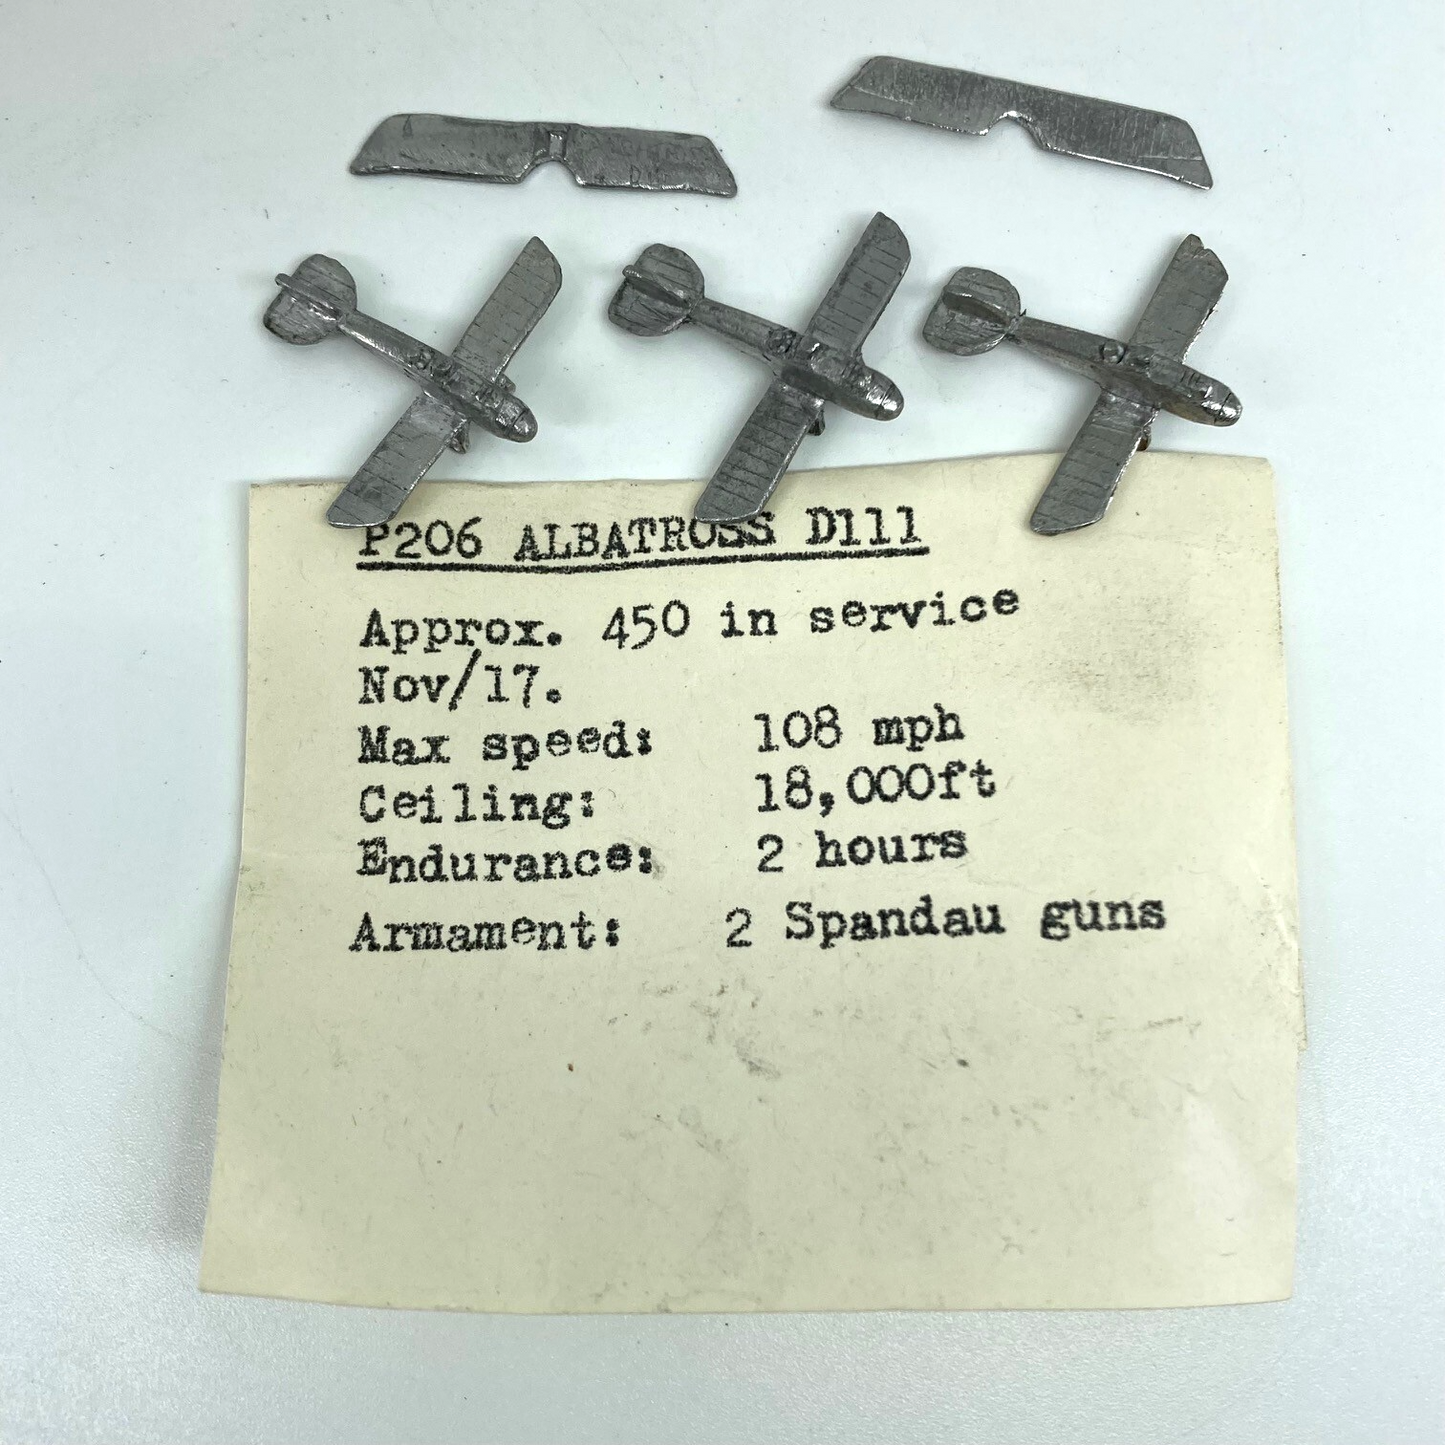 P206 ALBATROSS D111
Approx. 450 in service
Nov/17.
Max speed: 108 mph
Ceiling: 18,000ft
Endurance: 2 hours
Armament: 2 Spandau guns